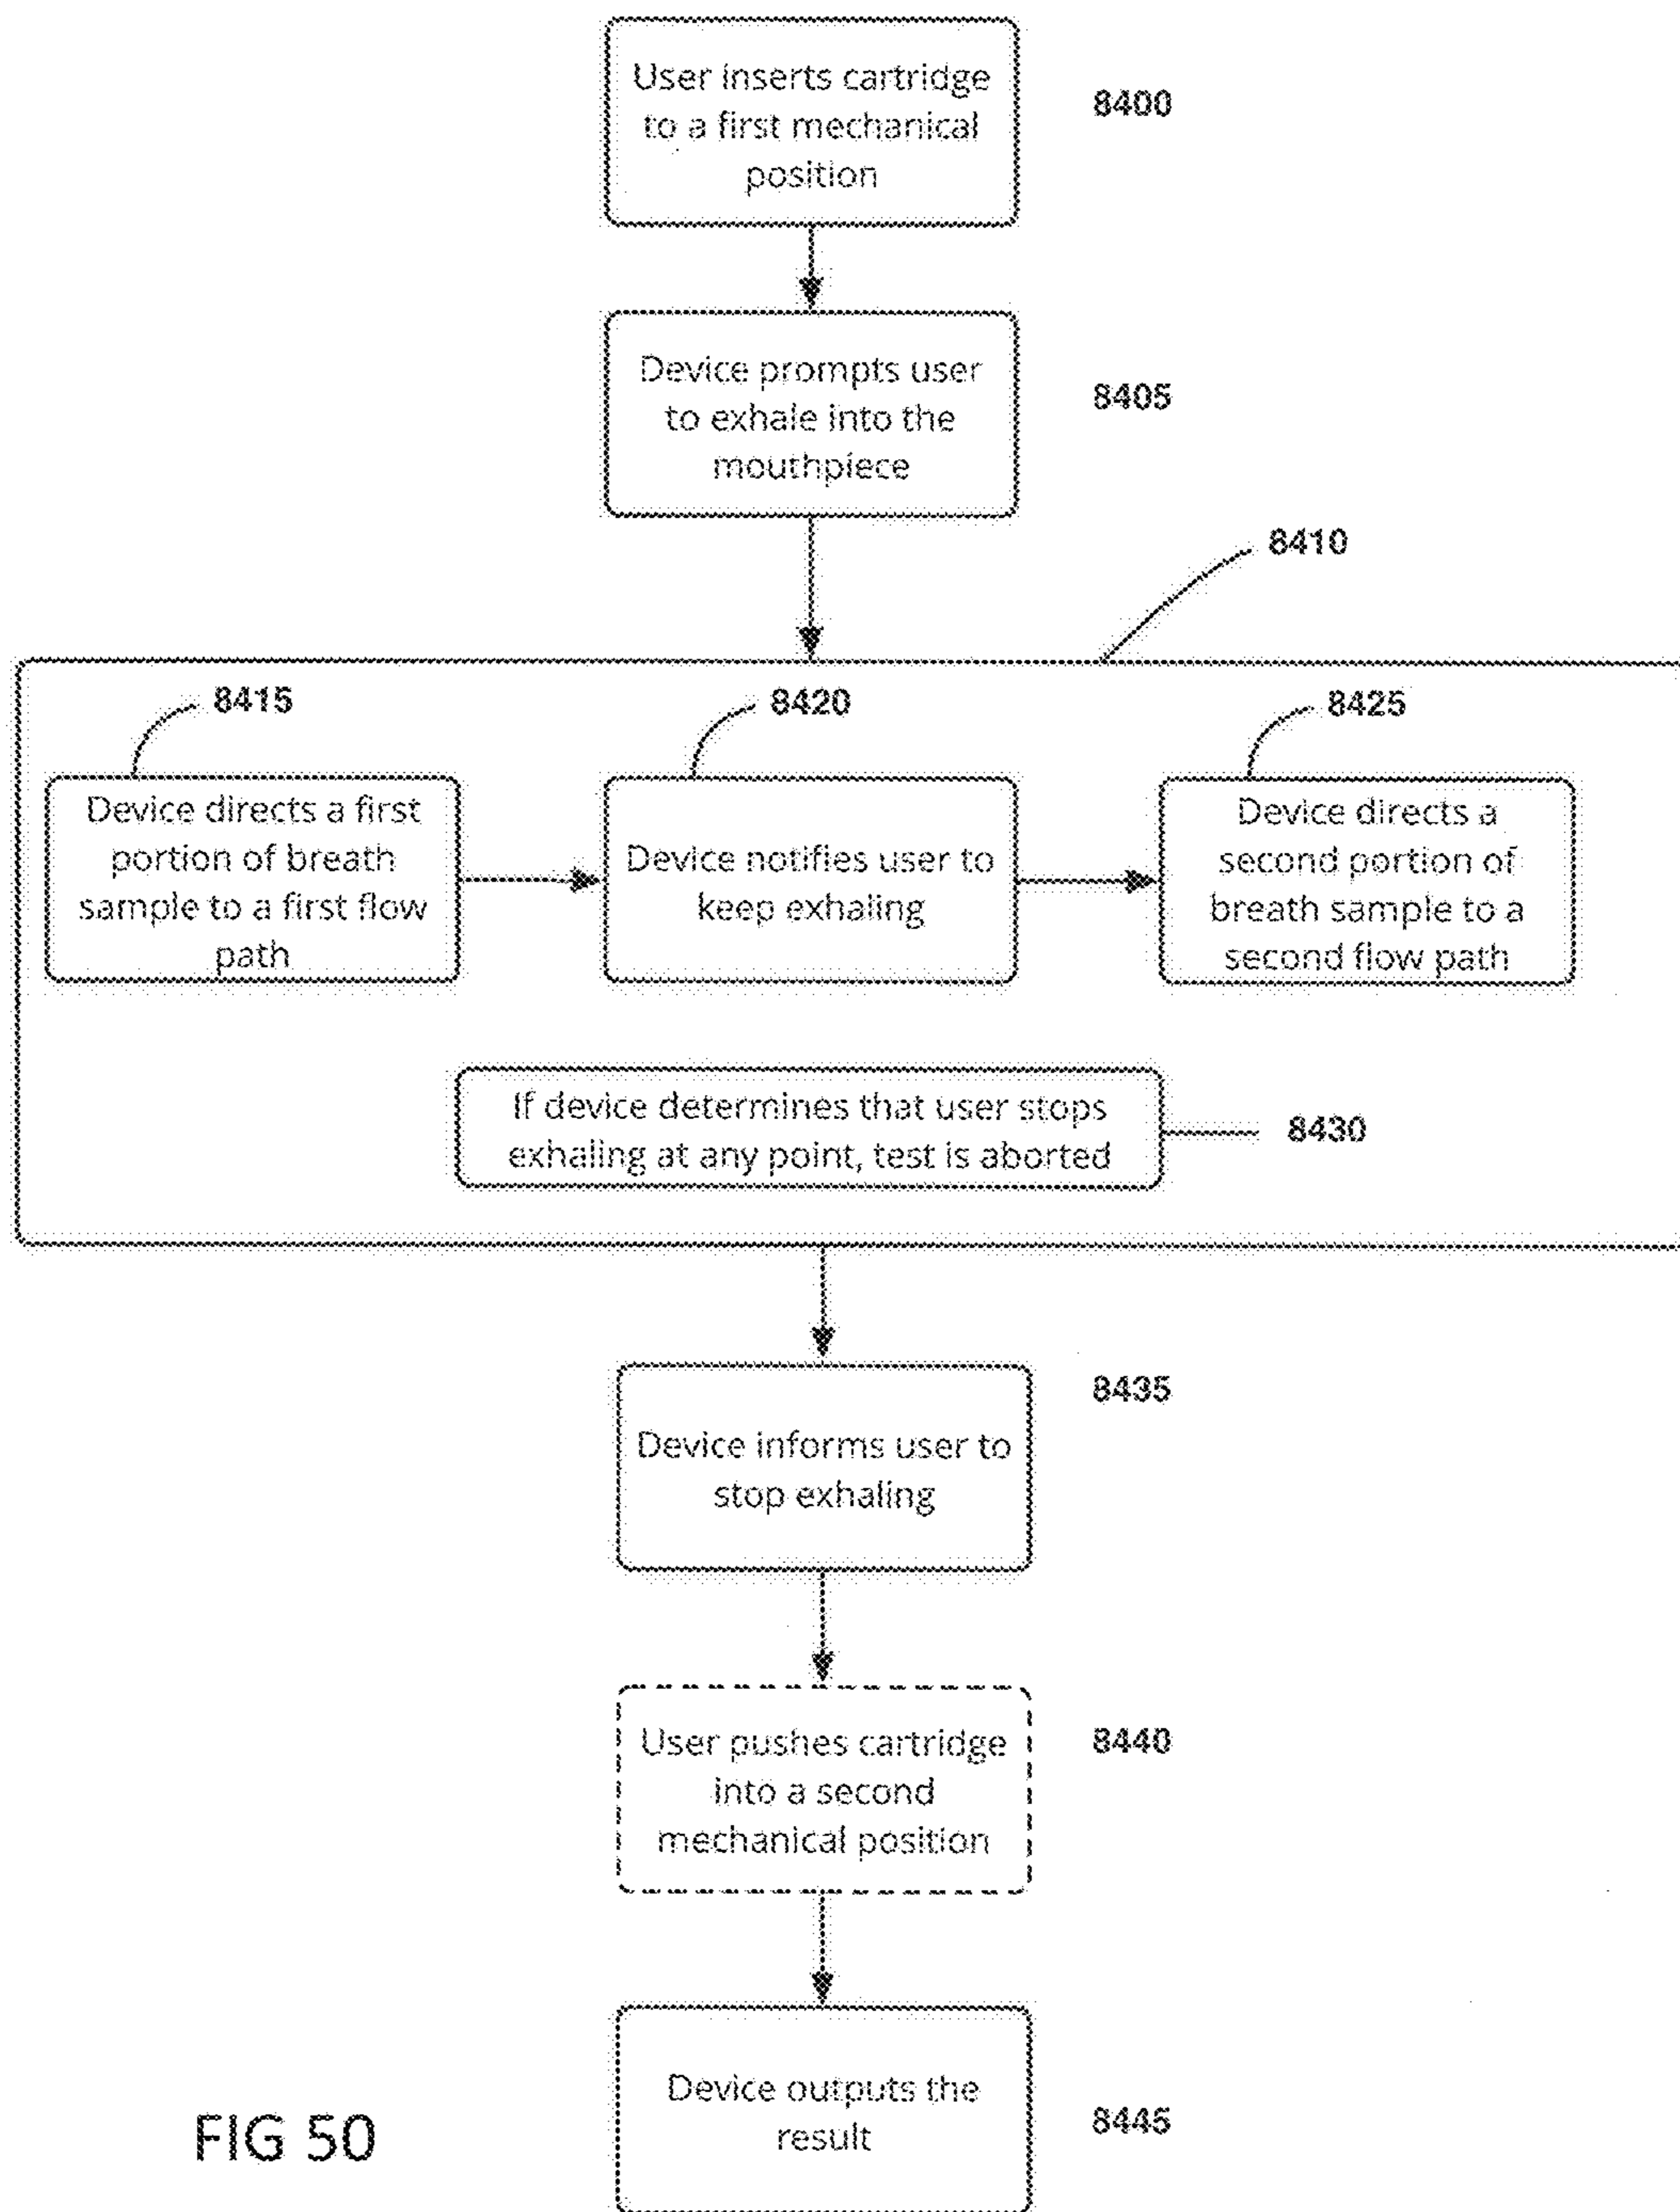 User inserts cartridge
to a first mechanical
position
8400
Device prompts user
to exhale into the
mouthpiece
8405
8410
8415
8420
8425
Device directs a first
portion of breath
sample to a first flow
path
Device notifies user to
keep exhaling
Device directs a
second portion of
breath sample to a
second flow path
If device determines that user stops
exhaling at any point, test is aborted
8430
8435
Device informs user to
stop exhaling
8440
User pushes cartridge
into a second
mechanical position
Device outputs the
result
8445
FIG 50